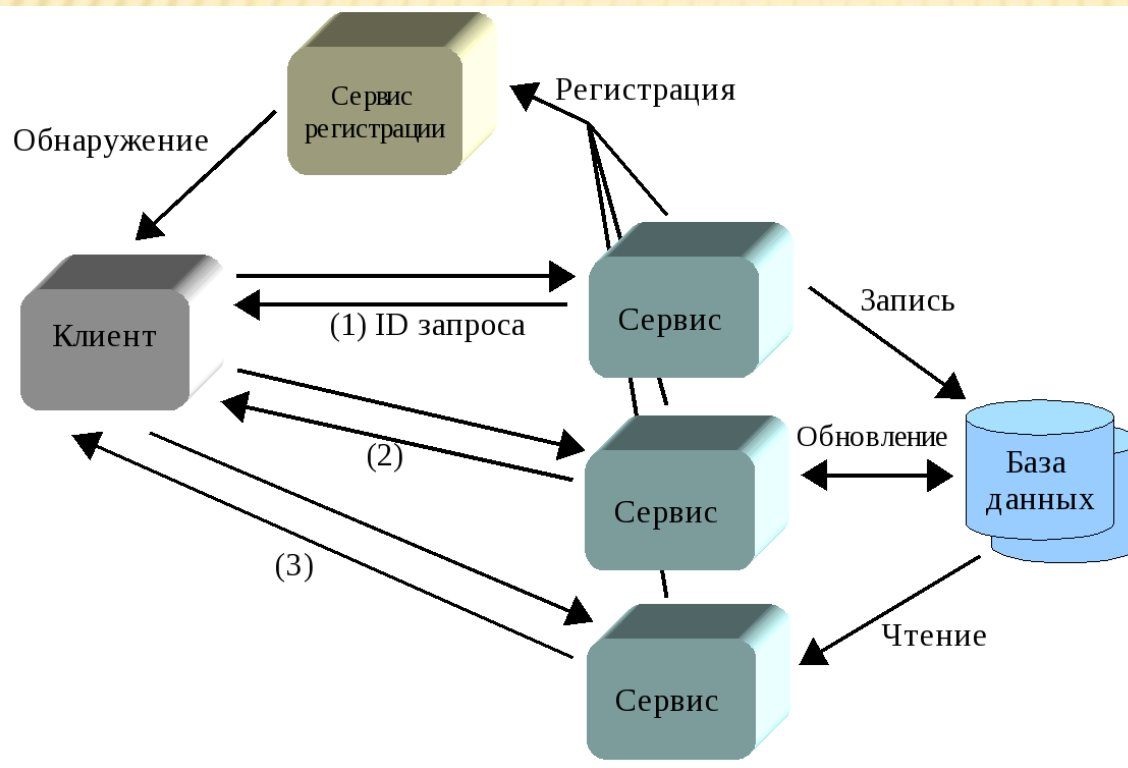 Сервис
регистрации
Регистрация
Обнаружение
Клиент
(1) ID запроса
Сервис
Запись
(2)
Сервис
Обновление
База
данных
(3)
Сервис
Чтение